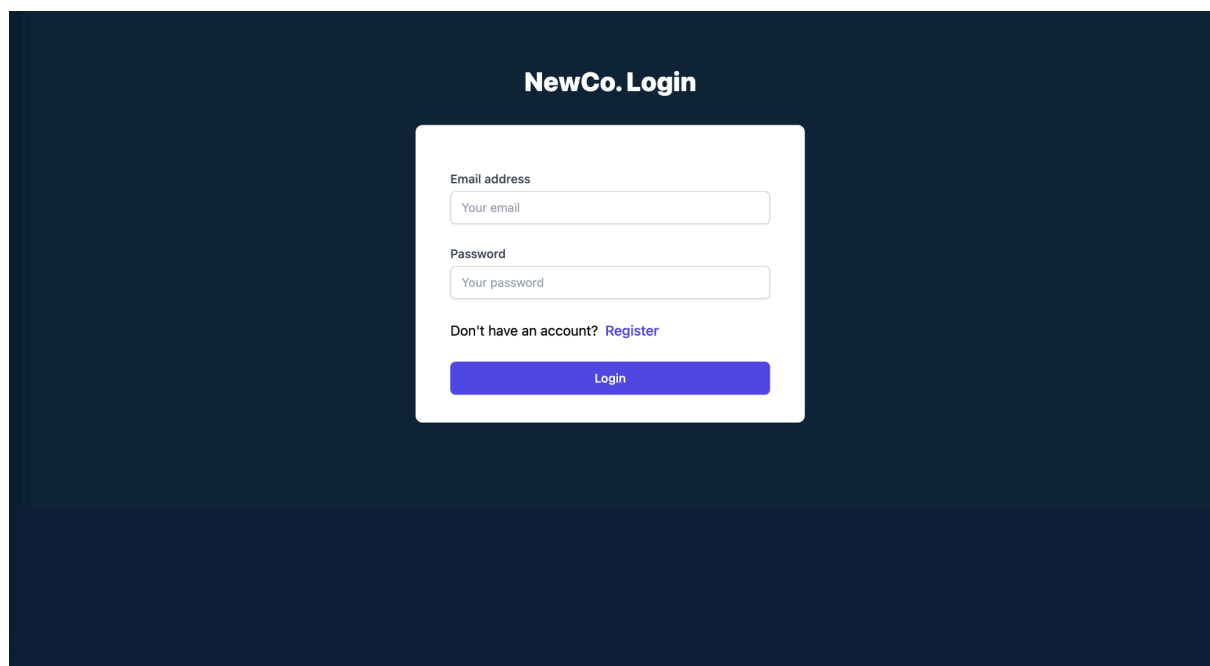 NewCo. Login
Email address
Your email
Password
Your password
Don't have an account? Register
Login